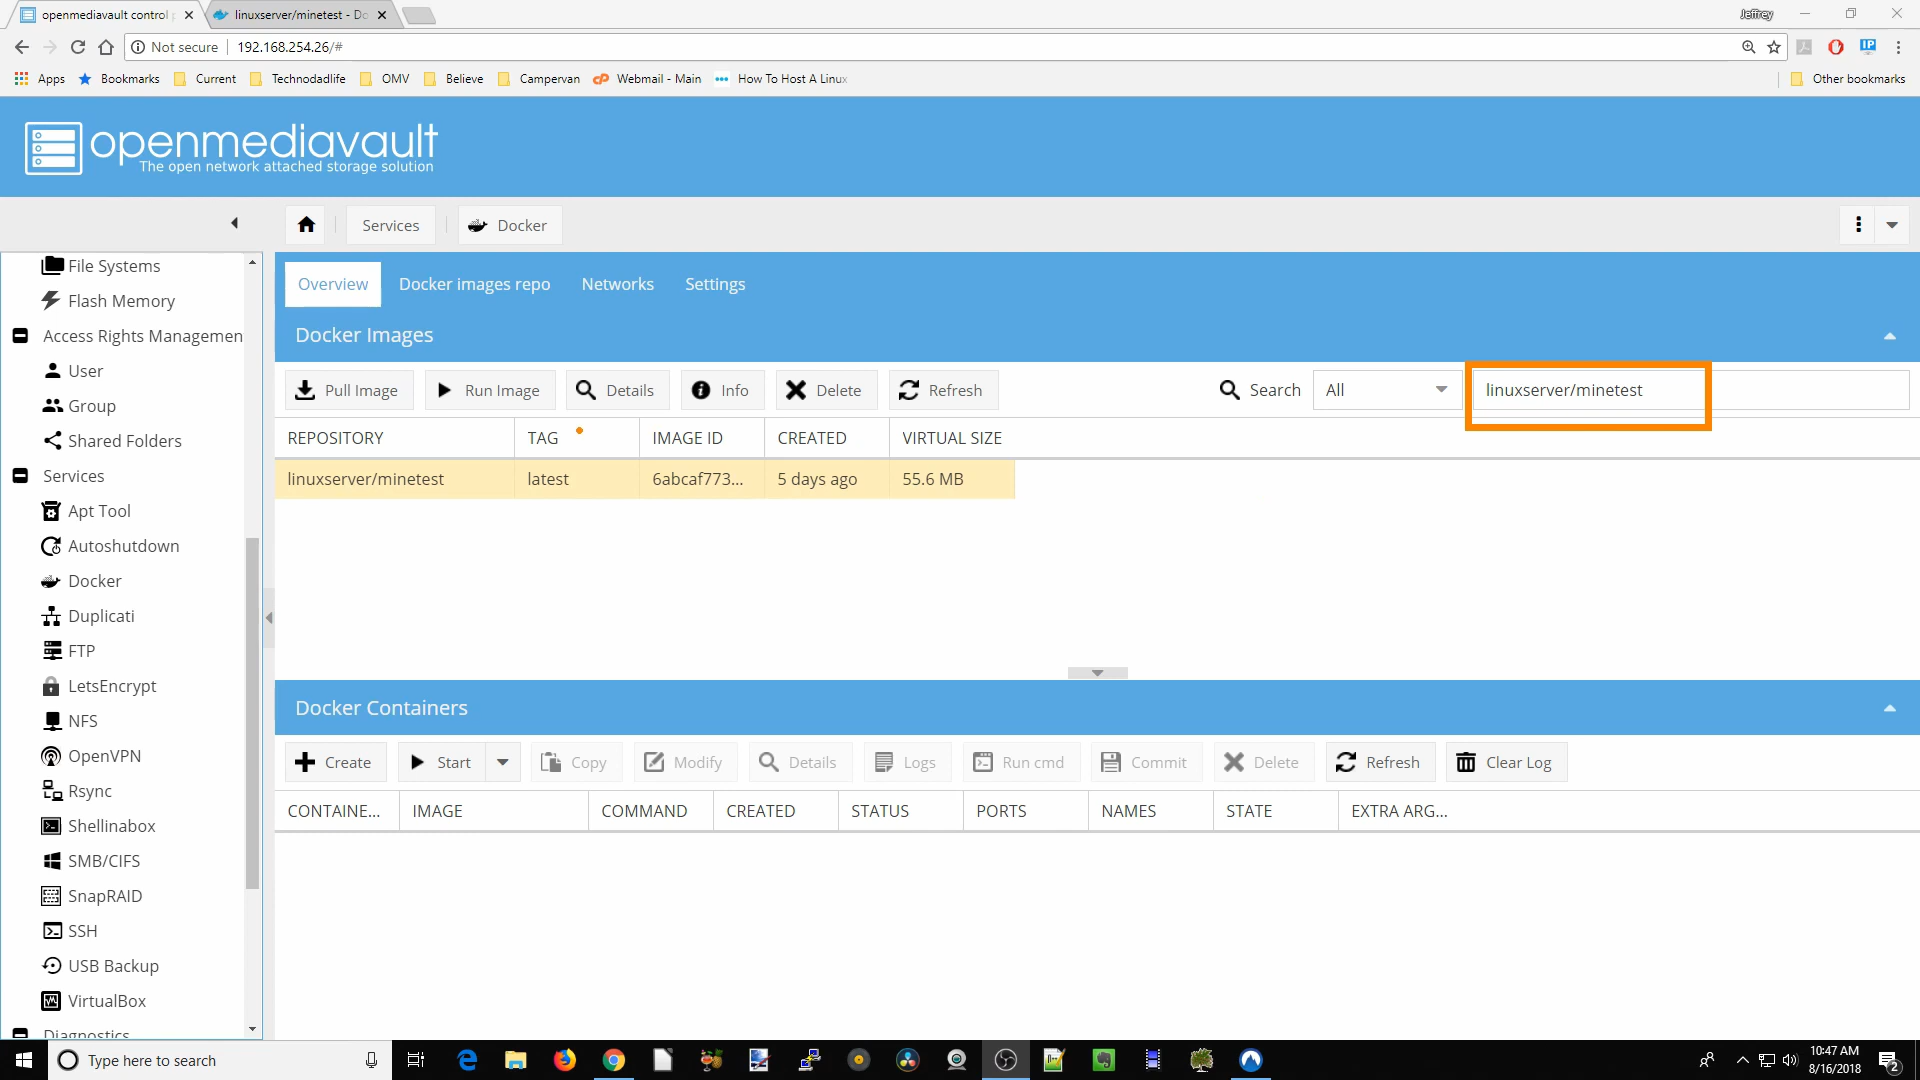 openmediavault control p
linuxserver/minetest - Do
Jeffrey
Not secure
192.168.254.26/#
IP
Apps
Bookmarks
Current
Technodadlife
OMV
Believe
Campervan
Webmail - Main
How To Host A Linux
Other bookmarks
openmediavault
The open network attached storage solution
Services
Docker
File Systems
Flash Memory
Access Rights Managemen
User
Group
Shared Folders
Services
Apt Tool
Autoshutdown
Docker
Duplicati
FTP
LetsEncrypt
NFS
OpenVPN
Rsync
Shellinabox
SMB/CIFS
SnapRAID
SSH
USB Backup
VirtualBox
Diagnostics
Overview
Docker images repo
Networks
Settings
Docker Images
Pull Image
Run Image
Details
Info
Delete
Refresh
Search
All
linuxserver/minetest
REPOSITORY
TAG
IMAGE ID
CREATED
VIRTUAL SIZE
linuxserver/minetest
latest
6abcaf773...
5 days ago
55.6 MB
Docker Containers
Create
Start
Copy
Modify
Details
Logs
Run cmd
Commit
Delete
Refresh
Clear Log
CONTAINE...
IMAGE
COMMAND
CREATED
STATUS
PORTS
NAMES
STATE
EXTRA ARG...
Type here to search
10:47 AM
8/16/2018
2